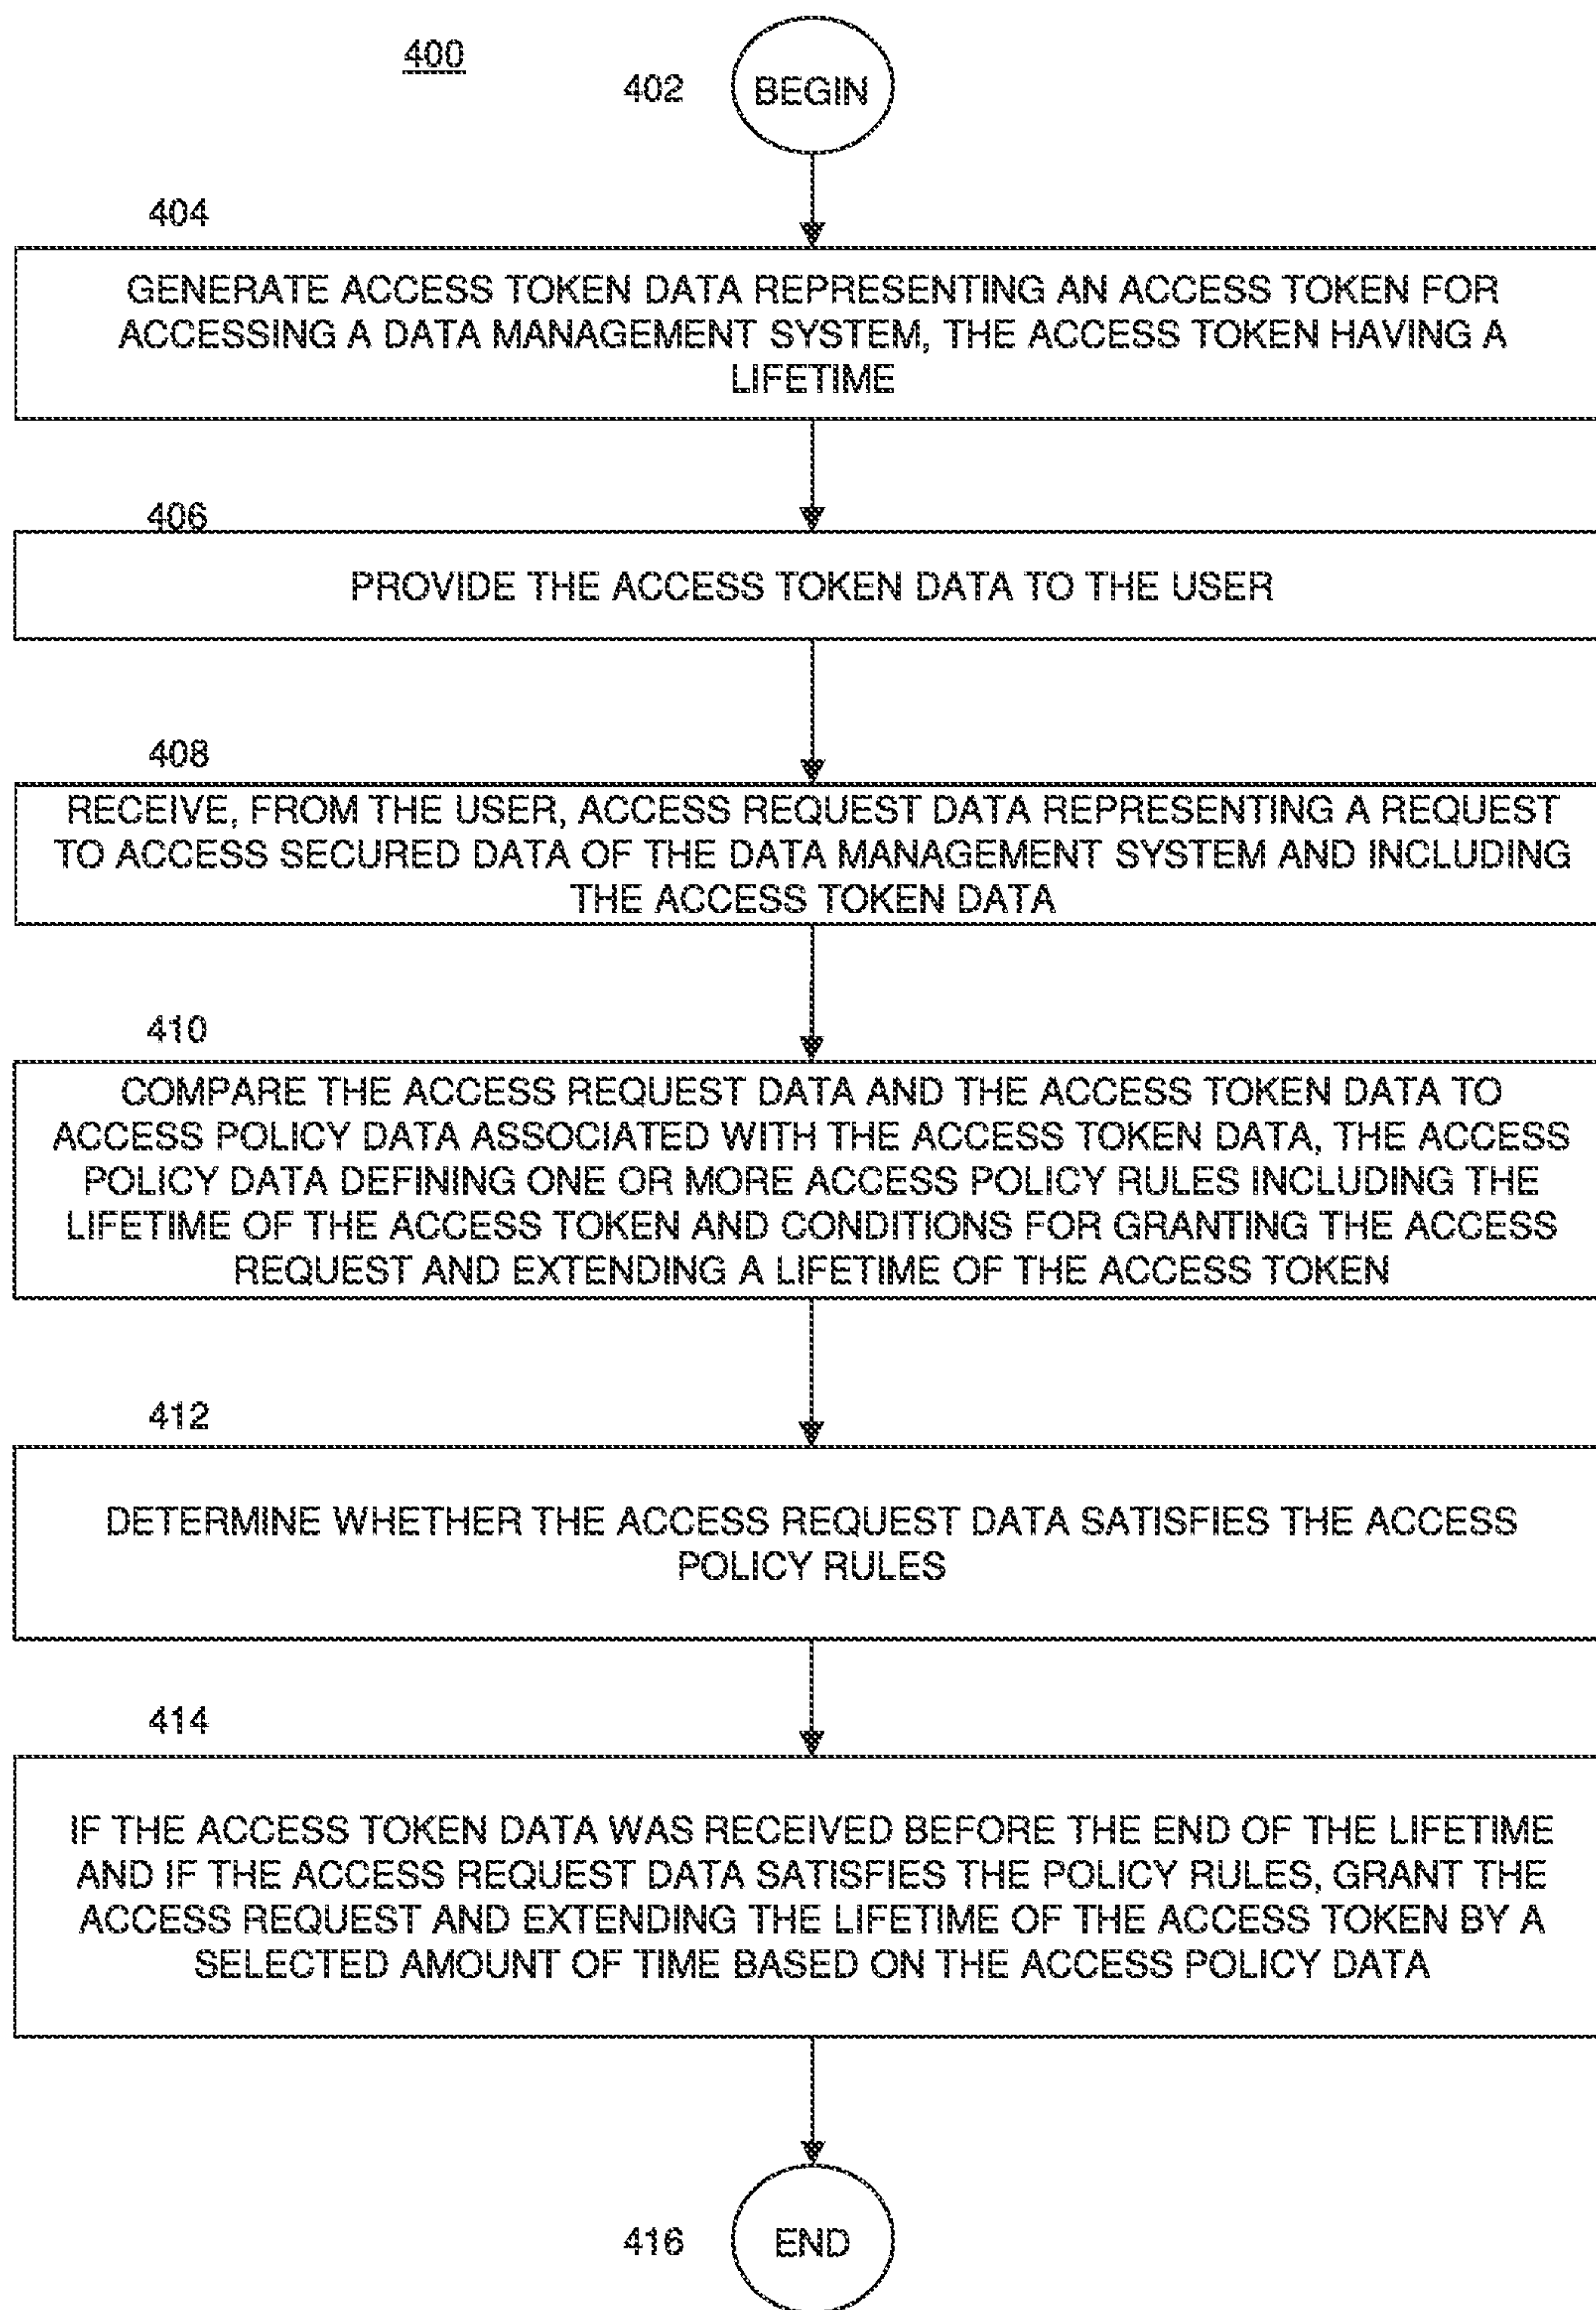 400
402
BEGIN
404
GENERATE ACCESS TOKEN DATA REPRESENTING AN ACCESS TOKEN FOR
ACCESSING A DATA MANAGEMENT SYSTEM, THE ACCESS TOKEN HAVING A
LIFETIME
406
PROVIDE THE ACCESS TOKEN DATA TO THE USER
408
RECEIVE, FROM THE USER, ACCESS REQUEST DATA REPRESENTING A REQUEST
TO ACCESS SECURED DATA OF THE DATA MANAGEMENT SYSTEM AND INCLUDING
THE ACCESS TOKEN DATA
410
COMPARE THE ACCESS REQUEST DATA AND THE ACCESS TOKEN DATA TO
ACCESS POLICY DATA ASSOCIATED WITH THE ACCESS TOKEN DATA, THE ACCESS
POLICY DATA DEFINING ONE OR MORE ACCESS POLICY RULES INCLUDING THE
LIFETIME OF THE ACCESS TOKEN AND CONDITIONS FOR GRANTING THE ACCESS
REQUEST AND EXTENDING A LIFETIME OF THE ACCESS TOKEN
412
DETERMINE WHETHER THE ACCESS REQUEST DATA SATISFIES THE ACCESS
POLICY RULES
414
IF THE ACCESS TOKEN DATA WAS RECEIVED BEFORE THE END OF THE LIFETIME
AND IF THE ACCESS REQUEST DATA SATISFIES THE POLICY RULES, GRANT THE
ACCESS REQUEST AND EXTENDING THE LIFETIME OF THE ACCESS TOKEN BY A
SELECTED AMOUNT OF TIME BASED ON THE ACCESS POLICY DATA
416
END